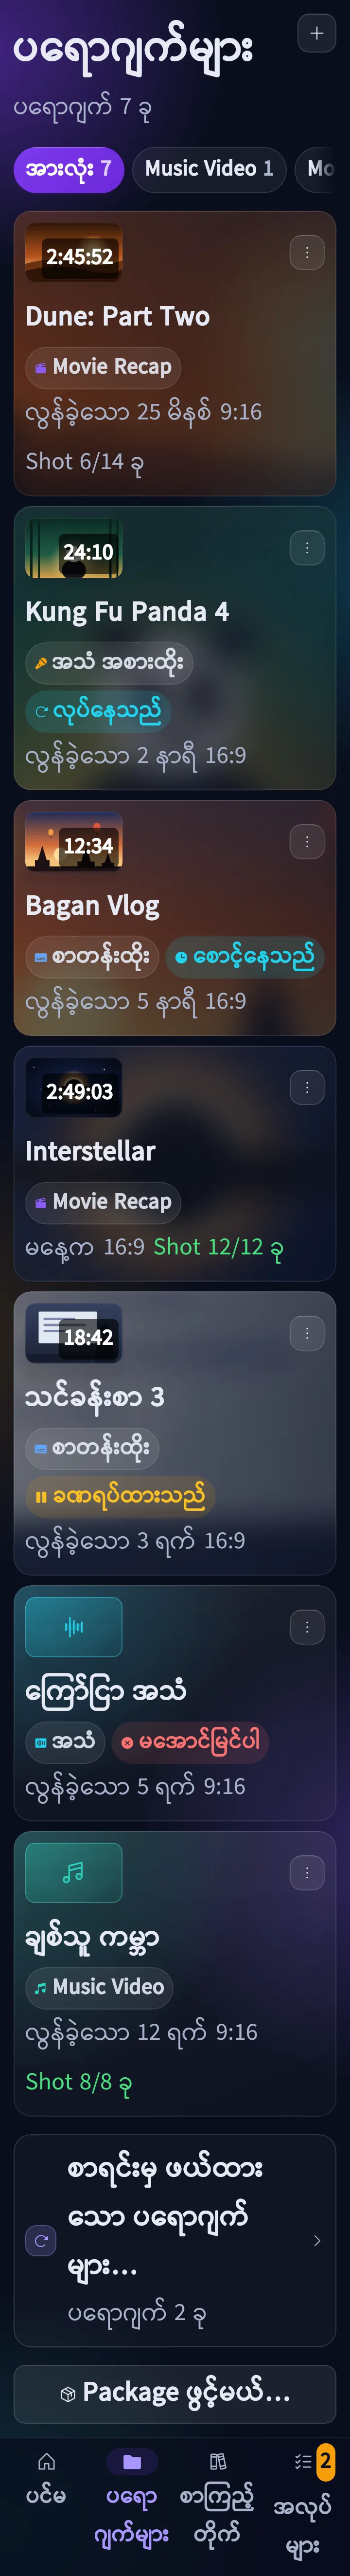 ပရောဂျက်များ
ပရောဂျက် 7 ခု
အားလုံး 7
Music Video 1
Mo
2:45:52
Dune: Part Two
Movie Recap
လွန်ခဲ့သော 25 မိနစ် 9:16
Shot 6/14 ခု
24:10
Kung Fu Panda 4
အသံ အစားထိုး
လုပ်နေသည်
လွန်ခဲ့သော 2 နာရီ 16:9
12:34
Bagan Vlog
စာတန်းထိုး
စောင့်နေသည်
လွန်ခဲ့သော 5 နာရီ 16:9
2:49:03
Interstellar
Movie Recap
မနေ့က 16:9 Shot 12/12 ခု
18:42
သင်ခန်းစာ 3
စာတန်းထိုး
ခဏရပ်ထားသည်
လွန်ခဲ့သော 3 ရက် 16:9
ကြော်ငြာ အသံ
အသံ
မအောင်မြင်ပါ
လွန်ခဲ့သော 5 ရက် 9:16
ချစ်သူ ကမ္ဘာ
Music Video
လွန်ခဲ့သော 12 ရက် 9:16
Shot 8/8 ခု
စာရင်းမှ ဖယ်ထား
သော ပရောဂျက်
များ...
ပရောဂျက် 2 ခု
Package ဖွင့်မယ်...
ပင်မ
ပရော
ဂျက်များ
စာကြည့်
တိုက်
2
အလုပ်
များ